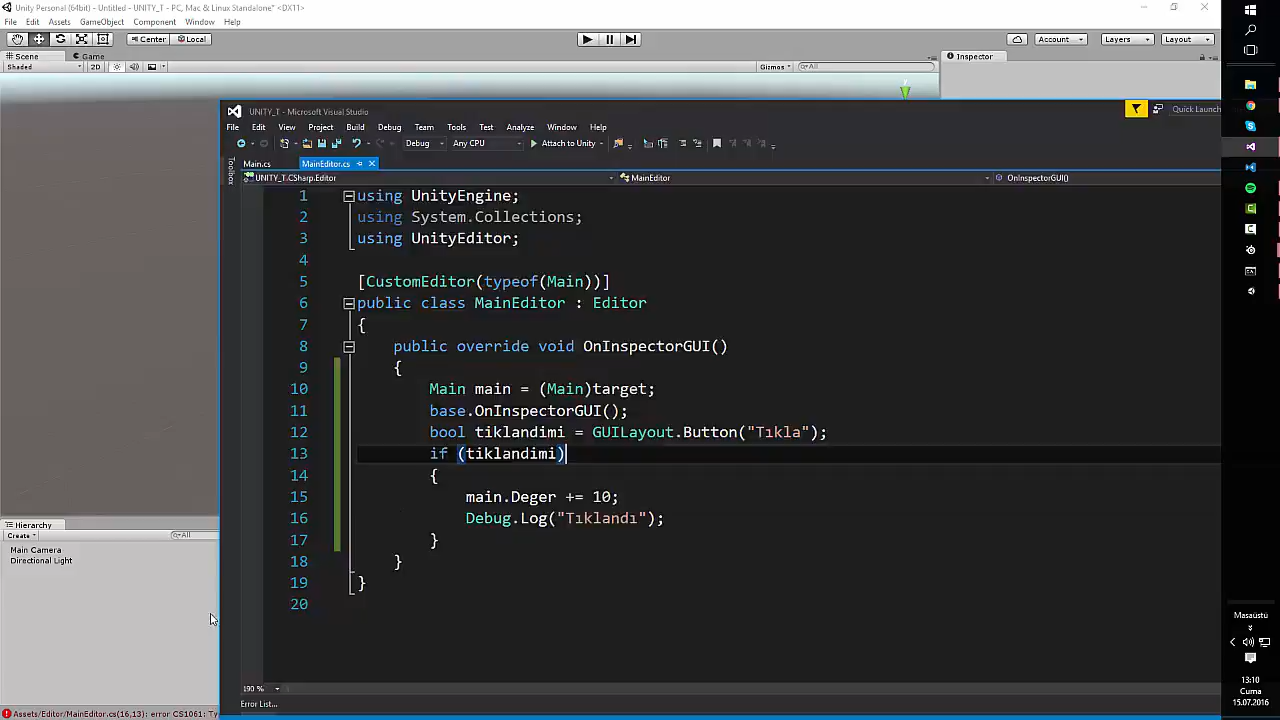 Unity Personal (64bit) - Untitled - UNITY_T - PC, Mac & Linux Standalone* <DX11>
File Edit Assets GameObject Component Window Help
Center Local Account Layers Layout
Scene Game Inspector
Shaded 2D Gizmos All
UNITY_T - Microsoft Visual Studio Quick Launch
File Edit View Project Build Debug Team Tools Test Analyze Window Help
Debug Any CPU Attach to Unity
Toolbox
Main.cs MainEditor.cs
UNITY_T.CSharp.Editor MainEditor OnInspectorGUI()
1 using UnityEngine;
2 using System.Collections;
3 using UnityEditor;
4
5 [CustomEditor(typeof(Main))]
6 public class MainEditor : Editor
7 {
8 public override void OnInspectorGUI()
9 {
10 Main main = (Main)target;
11 base.OnInspectorGUI();
12 bool tiklandimi = GUILayout.Button("Tıkla");
13 if (tiklandimi)
14 {
15 main.Deger += 10;
16 Debug.Log("Tıklandı");
17 }
18 }
19 }
20
190 %
Error List...
Hierarchy
Create All
Main Camera
Directional Light
Assets/Editor/MainEditor.cs(16,13): error CS1061: Ty
Masaüstü
13:10
Cuma
15.07.2016